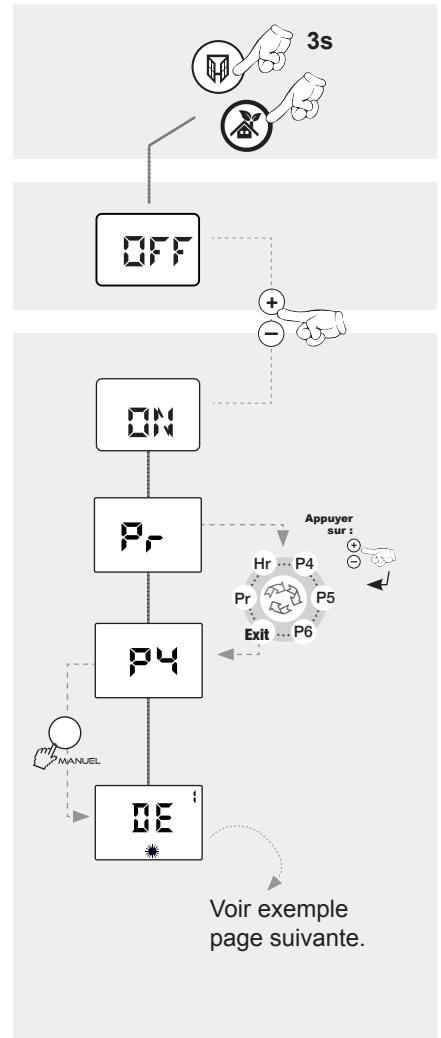 3s
OFF
+
−
ON
Pr
Appuyer
sur :
+
−
Hr P4
Pr P5
Exit P6
P4
MANUEL
DE 1
Voir exemple
page suivante.